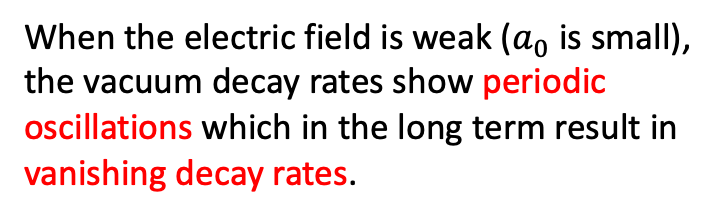 When the electric field is weak (𝑎₀ is small),
the vacuum decay rates show periodic
oscillations which in the long term result in
vanishing decay rates.